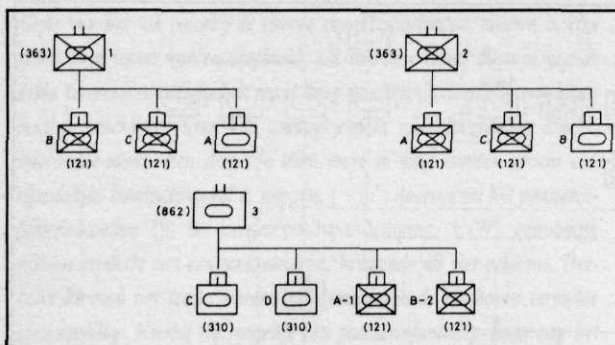 1 2
(363) (363)
B C A A C B
(121) (121) (121) (121) (121) (121)
(862) 3
C A-1 B-2
(310) (310) (121) (121)